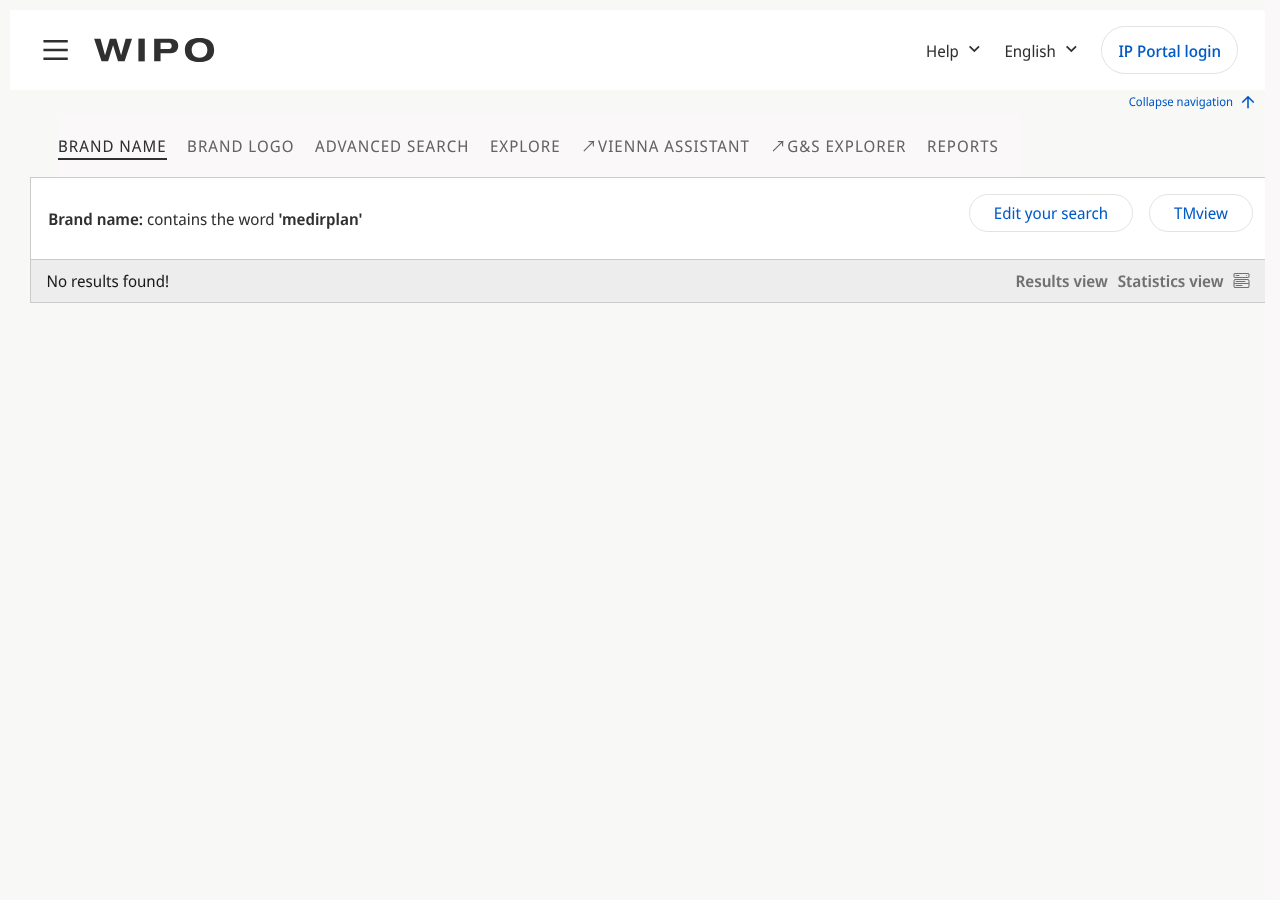 WIPO
Help
English
IP Portal login
Collapse navigation
BRAND NAME BRAND LOGO ADVANCED SEARCH EXPLORE ↗VIENNA ASSISTANT ↗G&S EXPLORER REPORTS
Brand name: contains the word 'medirplan'
Edit your search
TMview
No results found!
Results view Statistics view